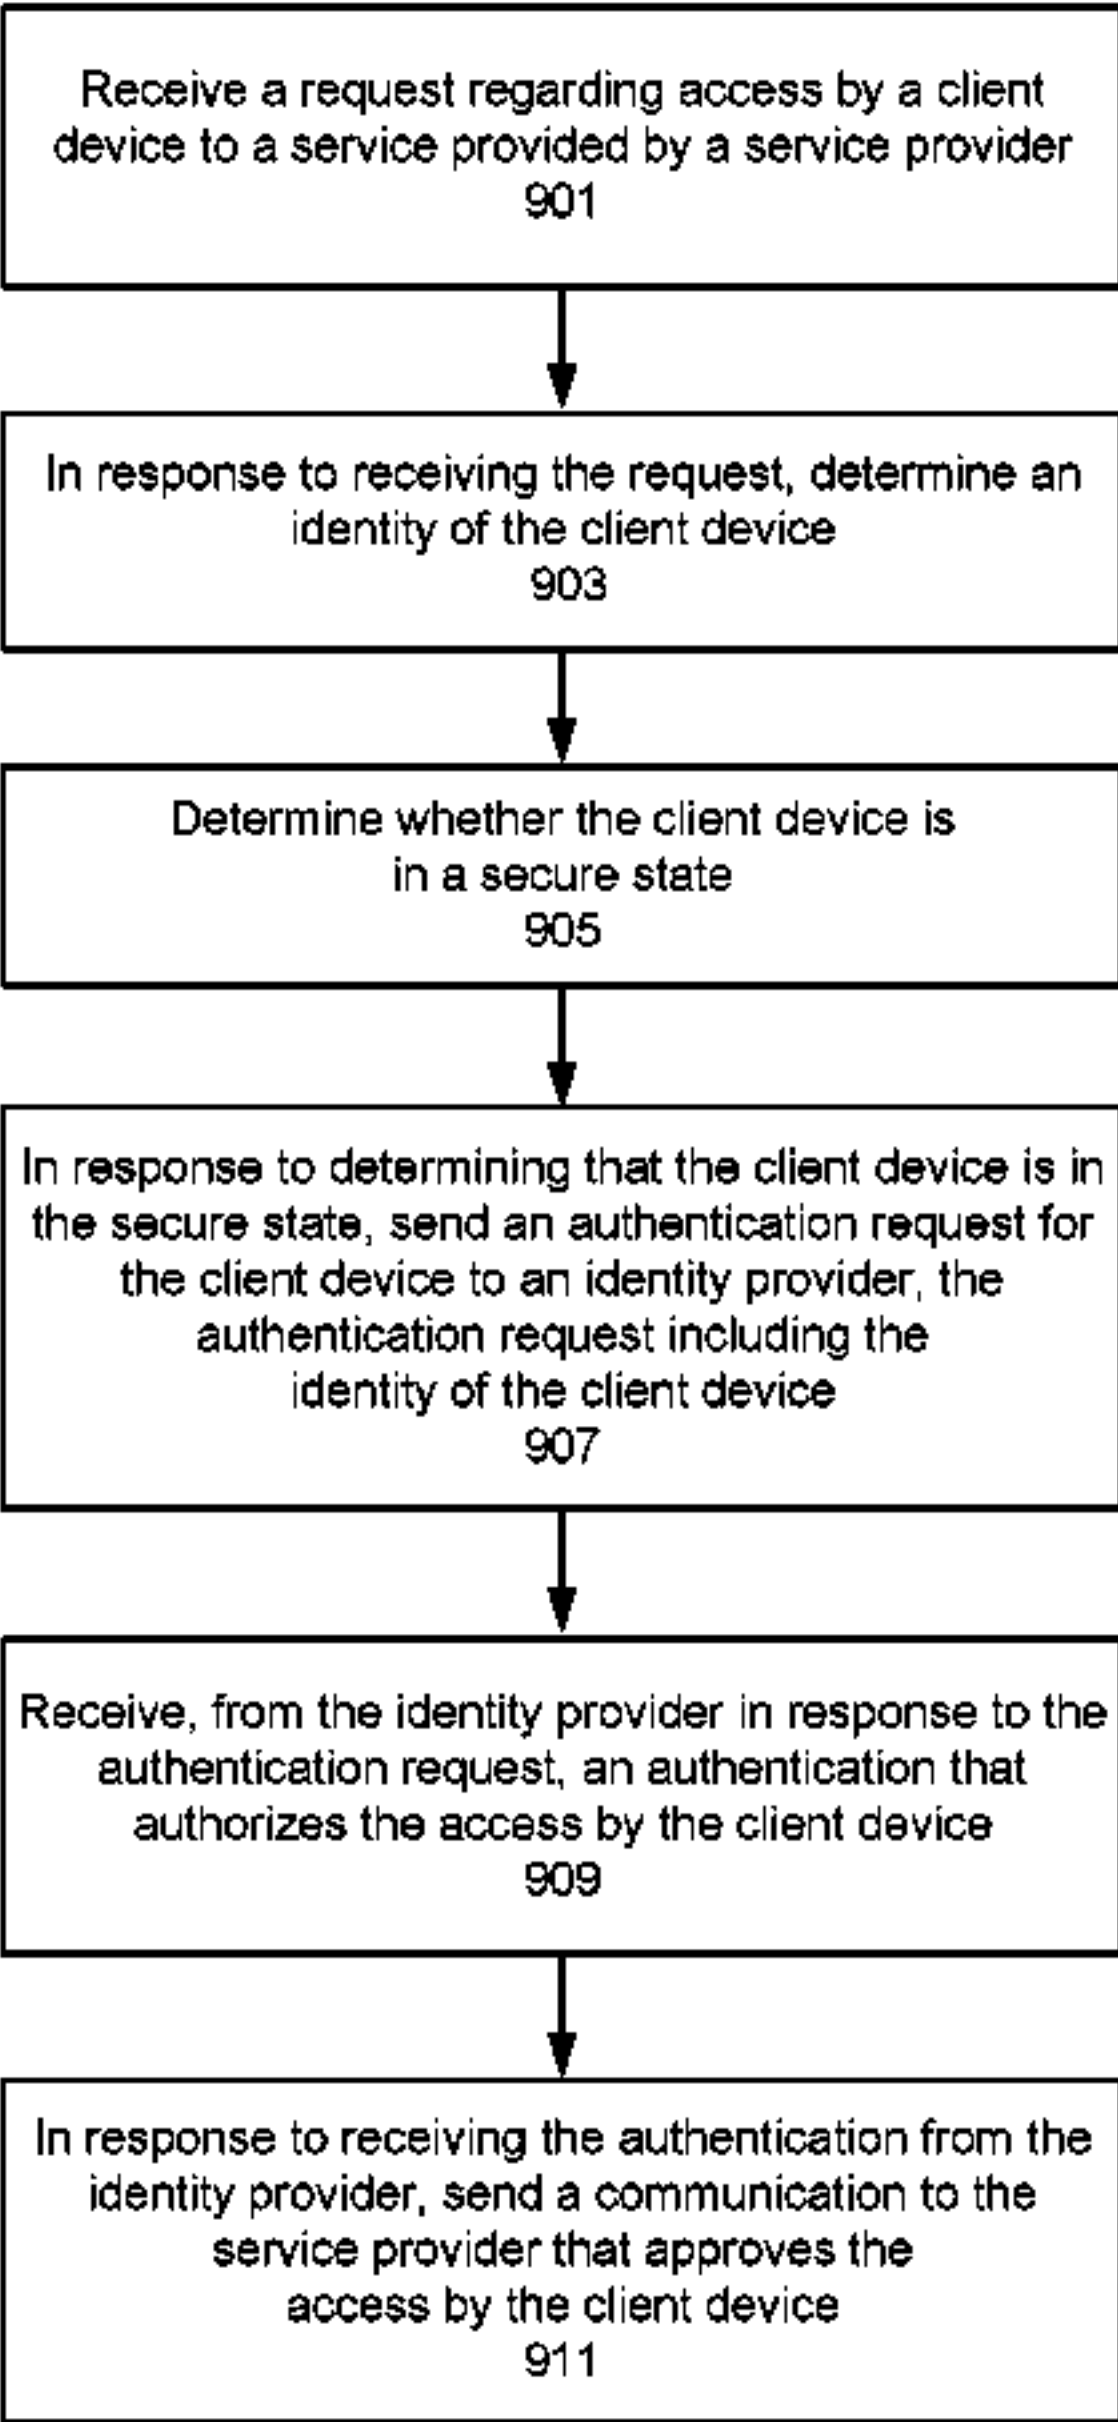 Receive a request regarding access by a client
device to a service provided by a service provider
901
In response to receiving the request, determine an
identity of the client device
903
Determine whether the client device is
in a secure state
905
In response to determining that the client device is in
the secure state, send an authentication request for
the client device to an identity provider, the
authentication request including the
identity of the client device
907
Receive, from the identity provider in response to the
authentication request, an authentication that
authorizes the access by the client device
909
In response to receiving the authentication from the
identity provider, send a communication to the
service provider that approves the
access by the client device
911